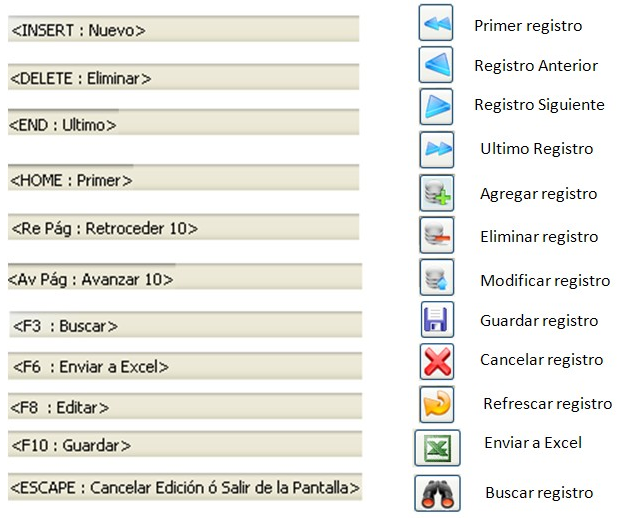 <INSERT : Nuevo>
<DELETE : Eliminar>
<END : Ultimo>
<HOME : Primer>
<Re Pág : Retroceder 10>
<Av Pág : Avanzar 10>
<F3 : Buscar>
<F6 : Enviar a Excel>
<F8 : Editar>
<F10 : Guardar>
<ESCAPE : Cancelar Edición ó Salir de la Pantalla>
Primer registro
Registro Anterior
Registro Siguiente
Ultimo Registro
Agregar registro
Eliminar registro
Modificar registro
Guardar registro
Cancelar registro
Refrescar registro
Enviar a Excel
Buscar registro